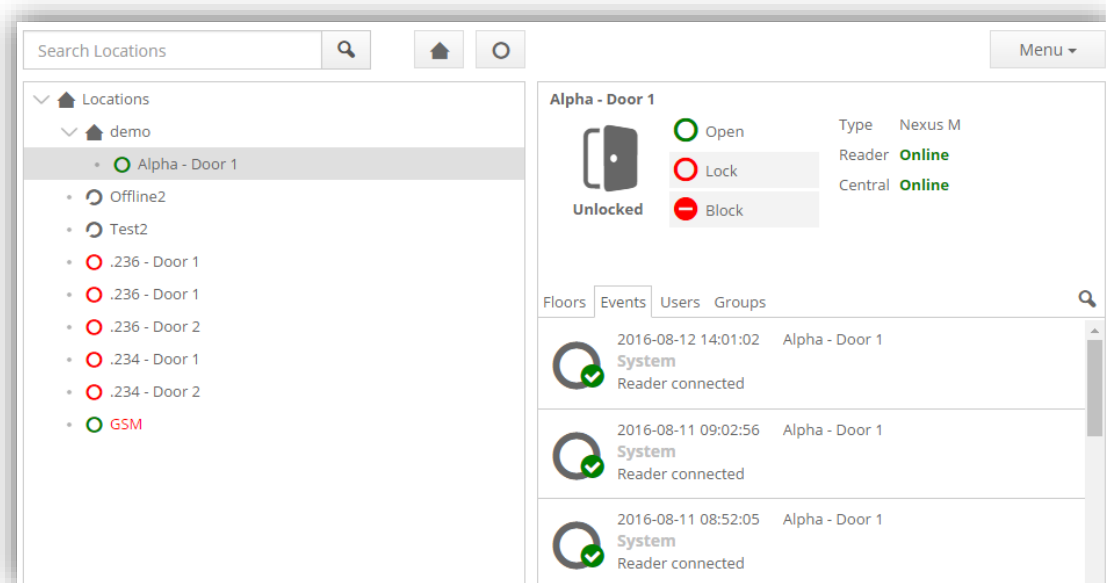 Search Locations
Menu
Locations
demo
Alpha - Door 1
Offline2
Test2
.236 - Door 1
.236 - Door 1
.236 - Door 2
.234 - Door 1
.234 - Door 2
GSM
Alpha - Door 1
Unlocked
Open
Lock
Block
Type Nexus M
Reader Online
Central Online
Floors Events Users Groups
2016-08-12 14:01:02 Alpha - Door 1
System
Reader connected
2016-08-11 09:02:56 Alpha - Door 1
System
Reader connected
2016-08-11 08:52:05 Alpha - Door 1
System
Reader connected